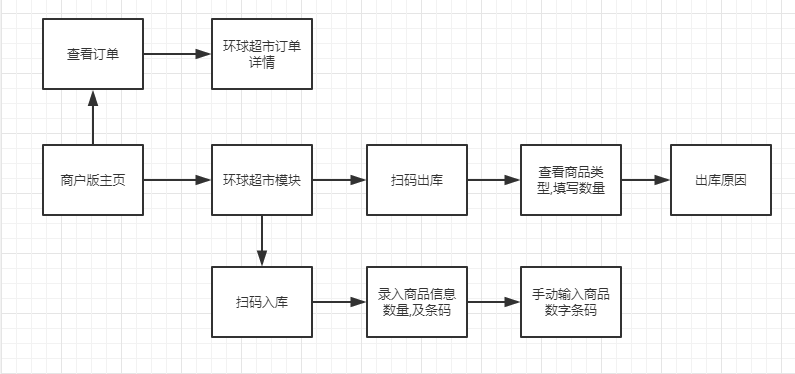 查看订单
环球超市订单
详情
商户版主页
环球超市模块
扫码出库
查看商品类
型,填写数量
出库原因
扫码入库
录入商品信息
数量,及条码
手动输入商品
数字条码